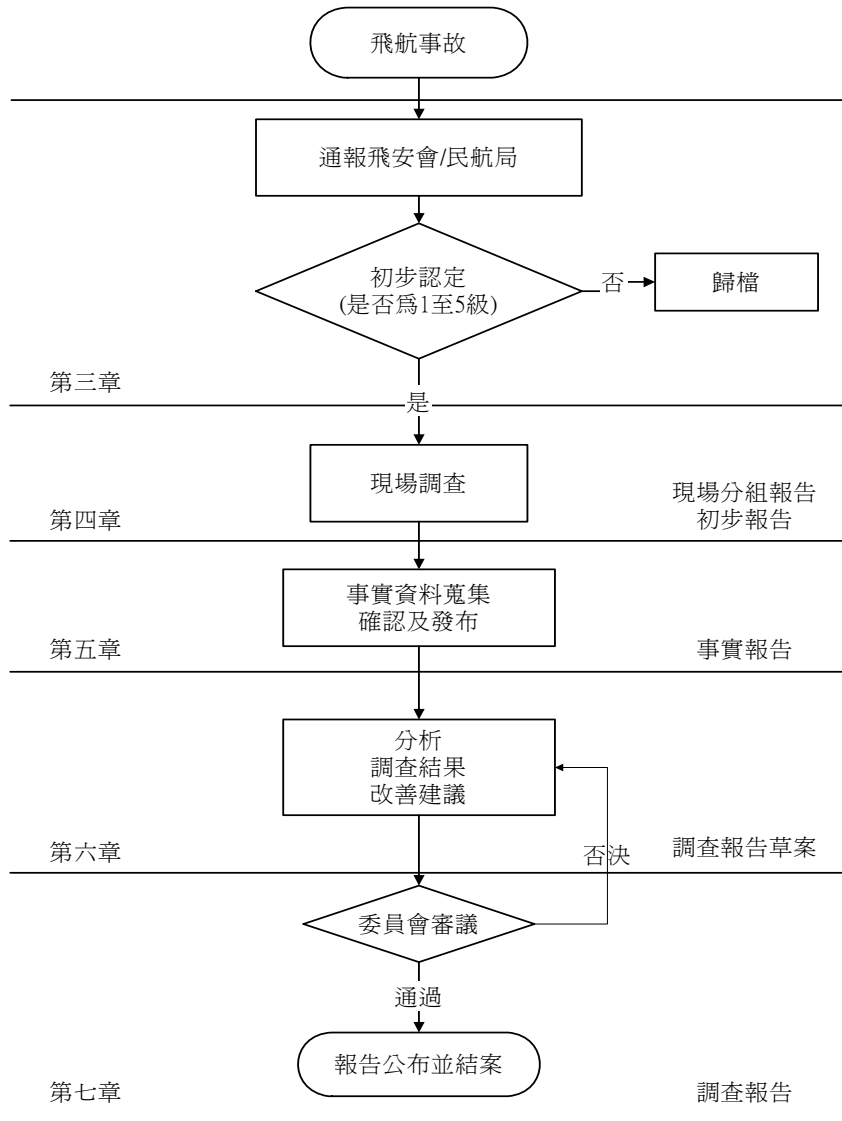 飛航事故
通報飛安會/民航局
初步認定
(是否爲1至5級)
否
歸檔
第三章
是
現場調查
現場分組報告
初步報告
第四章
事實資料蒐集
確認及發布
第五章
事實報告
分析
調查結果
改善建議
第六章
否決
調查報告草案
委員會審議
通過
報告公布並結案
第七章
調查報告